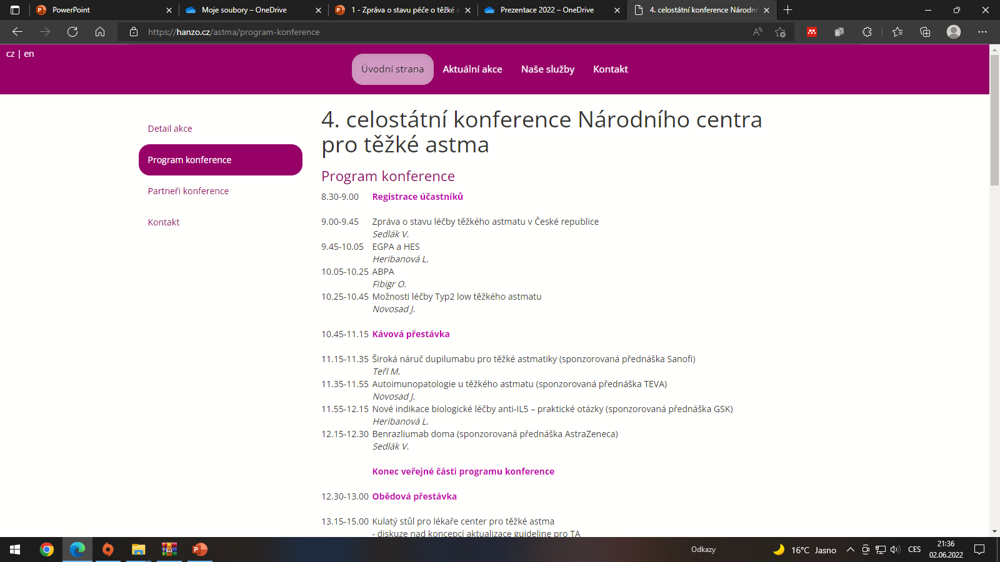 PowerPoint
Moje soubory – OneDrive
1 - Zpráva o stavu péče o těžké a
Prezentace 2022 – OneDrive
4. celostátní konference Národní
https://hanzo.cz/astma/program-konference
cz | en
Úvodní strana
Aktuální akce
Naše služby
Kontakt
Detail akce
Program konference
Partneři konference
Kontakt
4. celostátní konference Národního centra
pro těžké astma
Program konference
8.30-9.00 Registrace účastníků
9.00-9.45 Zpráva o stavu léčby těžkého astmatu v České republice
Sedlák V.
9.45-10.05 EGPA a HES
Heribanová L.
10.05-10.25 ABPA
Fibigr O.
10.25-10.45 Možnosti léčby Typ2 low těžkého astmatu
Novosad J.
10.45-11.15 Kávová přestávka
11.15-11.35 Široká náruč dupilumabu pro těžké astmatiky (sponzorovaná přednáška Sanofi)
Teřl M.
11.35-11.55 Autoimunopatologie u těžkého astmatu (sponzorovaná přednáška TEVA)
Novosad J.
11.55-12.15 Nové indikace biologické léčby anti-IL5 – praktické otázky (sponzorovaná přednáška GSK)
Heribanová L.
12.15-12.30 Benrazliumab doma (sponzorovaná přednáška AstraZeneca)
Sedlák V.
Konec veřejné části programu konference
12.30-13.00 Obědová přestávka
13.15-15.00 Kulatý stůl pro lékaře center pro těžké astma
- diskuze nad koncepcí aktualizace guideline pro TA
Odkazy
16°C Jasno
CES
21:36
02.06.2022